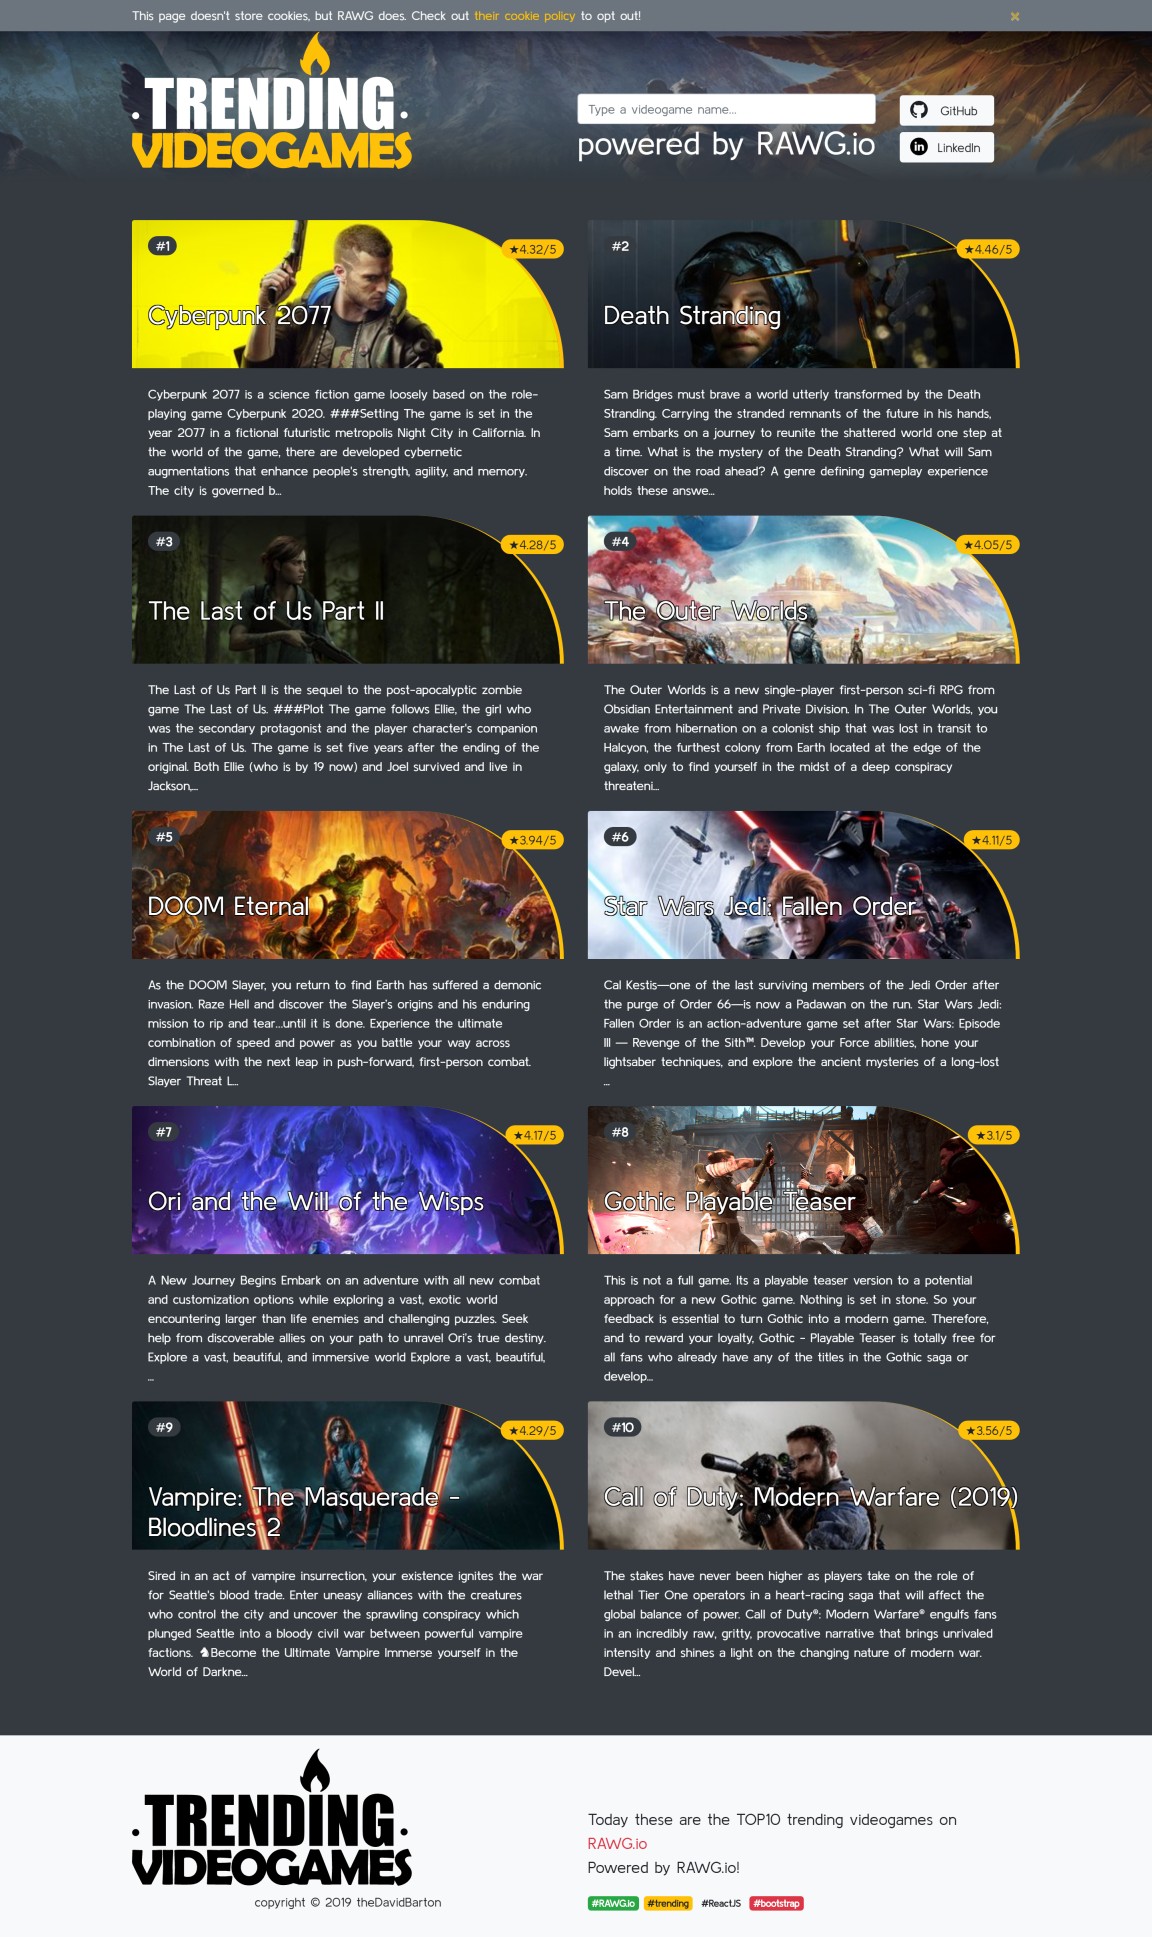 This page doesn't store cookies, but RAWG does. Check out their cookie policy to opt out!
×
TRENDING
VIDEOGAMES
Type a videogame name...
powered by RAWG.io
GitHub
LinkedIn
#1
★4.32/5
Cyberpunk 2077
Cyberpunk 2077 is a science fiction game loosely based on the role-
playing game Cyberpunk 2020. ###Setting The game is set in the
year 2077 in a fictional futuristic metropolis Night City in California. In
the world of the game, there are developed cybernetic
augmentations that enhance people's strength, agility, and memory.
The city is governed b...
#2
★4.46/5
Death Stranding
Sam Bridges must brave a world utterly transformed by the Death
Stranding. Carrying the stranded remnants of the future in his hands,
Sam embarks on a journey to reunite the shattered world one step at
a time. What is the mystery of the Death Stranding? What will Sam
discover on the road ahead? A genre defining gameplay experience
holds these answe...
#3
★4.28/5
The Last of Us Part II
The Last of Us Part II is the sequel to the post-apocalyptic zombie
game The Last of Us. ###Plot The game follows Ellie, the girl who
was the secondary protagonist and the player character's companion
in The Last of Us. The game is set five years after the ending of the
original. Both Ellie (who is by 19 now) and Joel survived and live in
Jackson,...
#4
★4.05/5
The Outer Worlds
The Outer Worlds is a new single-player first-person sci-fi RPG from
Obsidian Entertainment and Private Division. In The Outer Worlds, you
awake from hibernation on a colonist ship that was lost in transit to
Halcyon, the furthest colony from Earth located at the edge of the
galaxy, only to find yourself in the midst of a deep conspiracy
threateni...
#5
★3.94/5
DOOM Eternal
As the DOOM Slayer, you return to find Earth has suffered a demonic
invasion. Raze Hell and discover the Slayer's origins and his enduring
mission to rip and tear...until it is done. Experience the ultimate
combination of speed and power as you battle your way across
dimensions with the next leap in push-forward, first-person combat.
Slayer Threat L...
#6
★4.11/5
Star Wars Jedi: Fallen Order
Cal Kestis—one of the last surviving members of the Jedi Order after
the purge of Order 66—is now a Padawan on the run. Star Wars Jedi:
Fallen Order is an action-adventure game set after Star Wars: Episode
III — Revenge of the Sith™. Develop your Force abilities, hone your
lightsaber techniques, and explore the ancient mysteries of a long-lost
...
#7
★4.17/5
Ori and the Will of the Wisps
A New Journey Begins Embark on an adventure with all new combat
and customization options while exploring a vast, exotic world
encountering larger than life enemies and challenging puzzles. Seek
help from discoverable allies on your path to unravel Ori's true destiny.
Explore a vast, beautiful, and immersive world Explore a vast, beautiful,
...
#8
★3.1/5
Gothic Playable Teaser
This is not a full game. Its a playable teaser version to a potential
approach for a new Gothic game. Nothing is set in stone. So your
feedback is essential to turn Gothic into a modern game. Therefore,
and to reward your loyalty, Gothic - Playable Teaser is totally free for
all fans who already have any of the titles in the Gothic saga or
develop...
#9
★4.29/5
Vampire: The Masquerade -
Bloodlines 2
Sired in an act of vampire insurrection, your existence ignites the war
for Seattle's blood trade. Enter uneasy alliances with the creatures
who control the city and uncover the sprawling conspiracy which
plunged Seattle into a bloody civil war between powerful vampire
factions. ♞Become the Ultimate Vampire Immerse yourself in the
World of Darkne...
#10
★3.56/5
Call of Duty: Modern Warfare (2019)
The stakes have never been higher as players take on the role of
lethal Tier One operators in a heart-racing saga that will affect the
global balance of power. Call of Duty®: Modern Warfare® engulfs fans
in an incredibly raw, gritty, provocative narrative that brings unrivaled
intensity and shines a light on the changing nature of modern war.
Devel...
TRENDING
VIDEOGAMES
copyright © 2019 theDavidBarton
Today these are the TOP10 trending videogames on
RAWG.io
Powered by RAWG.io!
#RAWG.io #trending #ReactJS #bootstrap